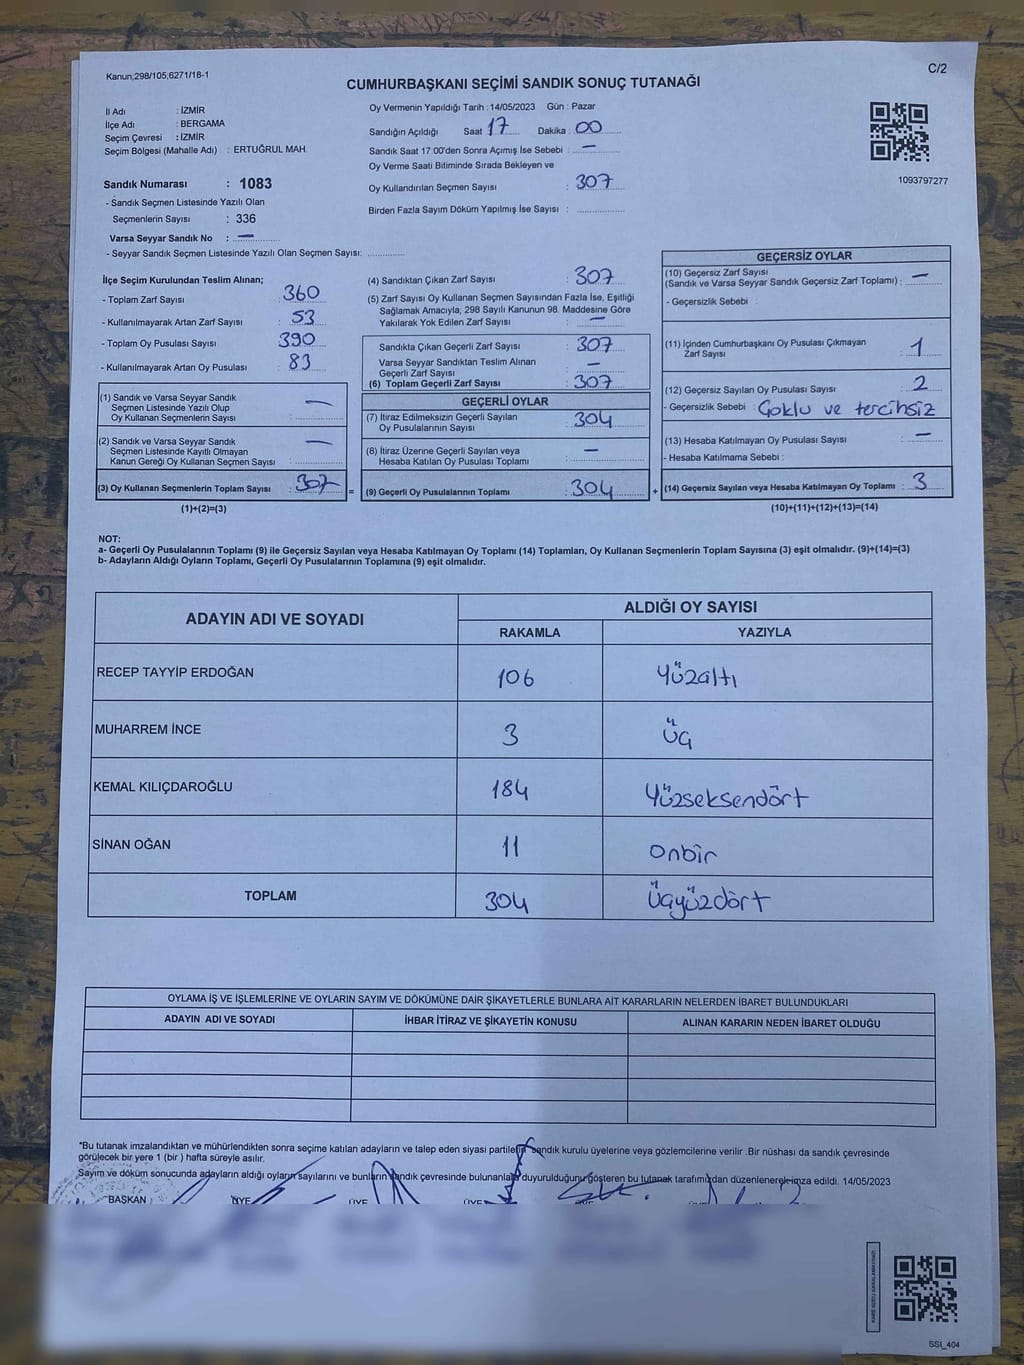 Kanun;298/105;6271/18-1
C/2
CUMHURBAŞKANI SEÇİMİ SANDIK SONUÇ TUTANAĞI
İl Adı : İZMİR
İlçe Adı : BERGAMA
Seçim Çevresi : İZMİR
Seçim Bölgesi (Mahalle Adı) : ERTUĞRUL MAH.
Sandık Numarası : 1083
- Sandık Seçmen Listesinde Yazılı Olan
Seçmenlerin Sayısı : 336
Varsa Seyyar Sandık No : —
- Seyyar Sandık Seçmen Listesinde Yazılı Olan Seçmen Sayısı:
Oy Vermenin Yapıldığı Tarih : 14/05/2023 Gün : Pazar
Sandığın Açıldığı Saat 17 Dakika : 00
Sandık Saat 17:00'den Sonra Açımış İse Sebebi : —
Oy Verme Saati Bitiminde Sırada Bekleyen ve
Oy Kullandırılan Seçmen Sayısı : 307
Birden Fazla Sayım Döküm Yapılmış İse Sayısı :
1093797277
İlçe Seçim Kurulundan Teslim Alınan;
- Toplam Zarf Sayısı : 360
- Kullanılmayarak Artan Zarf Sayısı : 53
- Toplam Oy Pusulası Sayısı : 390
- Kullanılmayarak Artan Oy Pusulası : 83
(1) Sandık ve Varsa Seyyar Sandık
Seçmen Listesinde Yazılı Olup
Oy Kullanan Seçmenlerin Sayısı : —
(2) Sandık ve Varsa Seyyar Sandık
Seçmen Listesinde Kayıtlı Olmayan
Kanun Gereği Oy Kullanan Seçmen Sayısı : —
(3) Oy Kullanan Seçmenlerin Toplam Sayısı : 307 =
(1)+(2)=(3)
(4) Sandıktan Çıkan Zarf Sayısı : 307
(5) Zarf Sayısı Oy Kullanan Seçmen Sayısından Fazla İse, Eşitliği
Sağlamak Amacıyla; 298 Sayılı Kanunun 98. Maddesine Göre
Yakılarak Yok Edilen Zarf Sayısı : —
Sandıkta Çıkan Geçerli Zarf Sayısı : 307
Varsa Seyyar Sandıktan Teslim Alınan
Geçerli Zarf Sayısı : —
(6) Toplam Geçerli Zarf Sayısı : 307
GEÇERLİ OYLAR
(7) İtiraz Edilmeksizin Geçerli Sayılan
Oy Pusulalarının Sayısı : 304
(8) İtiraz Üzerine Geçerli Sayılan veya
Hesaba Katılan Oy Pusulası Toplamı : —
(9) Geçerli Oy Pusulalarının Toplamı : 304 +
GEÇERSİZ OYLAR
(10) Geçersiz Zarf Sayısı
(Sandık ve Varsa Seyyar Sandık Geçersiz Zarf Toplamı) : —
- Geçersizlik Sebebi :
(11) İçinden Cumhurbaşkanı Oy Pusulası Çıkmayan
Zarf Sayısı : 1
(12) Geçersiz Sayılan Oy Pusulası Sayısı : 2
- Geçersizlik Sebebi : Çoklu ve tercihsiz
(13) Hesaba Katılmayan Oy Pusulası Sayısı : —
- Hesaba Katılmama Sebebi :
(14) Geçersiz Sayılan veya Hesaba Katılmayan Oy Toplamı : 3
(10)+(11)+(12)+(13)=(14)
NOT:
a- Geçerli Oy Pusulalarının Toplamı (9) ile Geçersiz Sayılan veya Hesaba Katılmayan Oy Toplamı (14) Toplamları, Oy Kullanan Seçmenlerin Toplam Sayısına (3) eşit olmalıdır. (9)+(14)=(3)
b- Adayların Aldığı Oyların Toplamı, Geçerli Oy Pusulalarının Toplamına (9) eşit olmalıdır.
ADAYIN ADI VE SOYADI ALDIĞI OY SAYISI
RAKAMLA YAZIYLA
RECEP TAYYİP ERDOĞAN 106 Yüzaltı
MUHARREM İNCE 3 Üç
KEMAL KILIÇDAROĞLU 184 Yüzseksendört
SİNAN OĞAN 11 onbir
TOPLAM 304 Üçyüzdört
OYLAMA İŞ VE İŞLEMLERİNE VE OYLARIN SAYIM VE DÖKÜMÜNE DAİR ŞİKAYETLERLE BUNLARA AİT KARARLARIN NELERDEN İBARET BULUNDUKLARI
ADAYIN ADI VE SOYADI İHBAR İTİRAZ VE ŞİKAYETİN KONUSU ALINAN KARARIN NEDEN İBARET OLDUĞU
*Bu tutanak imzalandıktan ve mühürlendikten sonra seçime katılan adayların ve talep eden siyasi partilerin sandık kurulu üyelerine veya gözlemcilerine verilir .Bir nüshası da sandık çevresinde
görülecek bir yere 1 (bir ) hafta süreyle asılır.
Sayım ve döküm sonucunda adayların aldığı oyların sayılarını ve bunların sandık çevresinde bulunanlara duyurulduğunu gösteren bu tutanak tarafımızdan düzenlenerek imza edildi. 14/05/2023
BAŞKAN ÜYE ÜYE ÜYE
SSİ_404